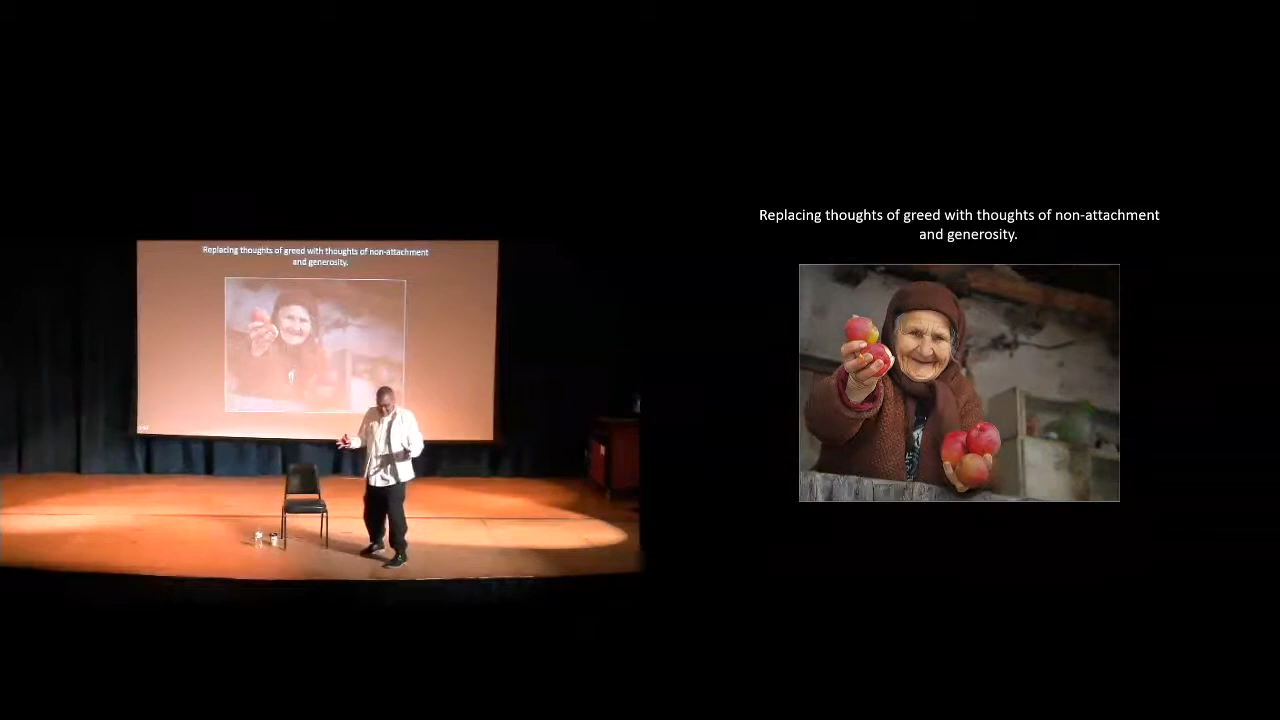 Replacing thoughts of greed with thoughts of non-attachment
and generosity.
Replacing thoughts of greed with thoughts of non-attachment
and generosity.